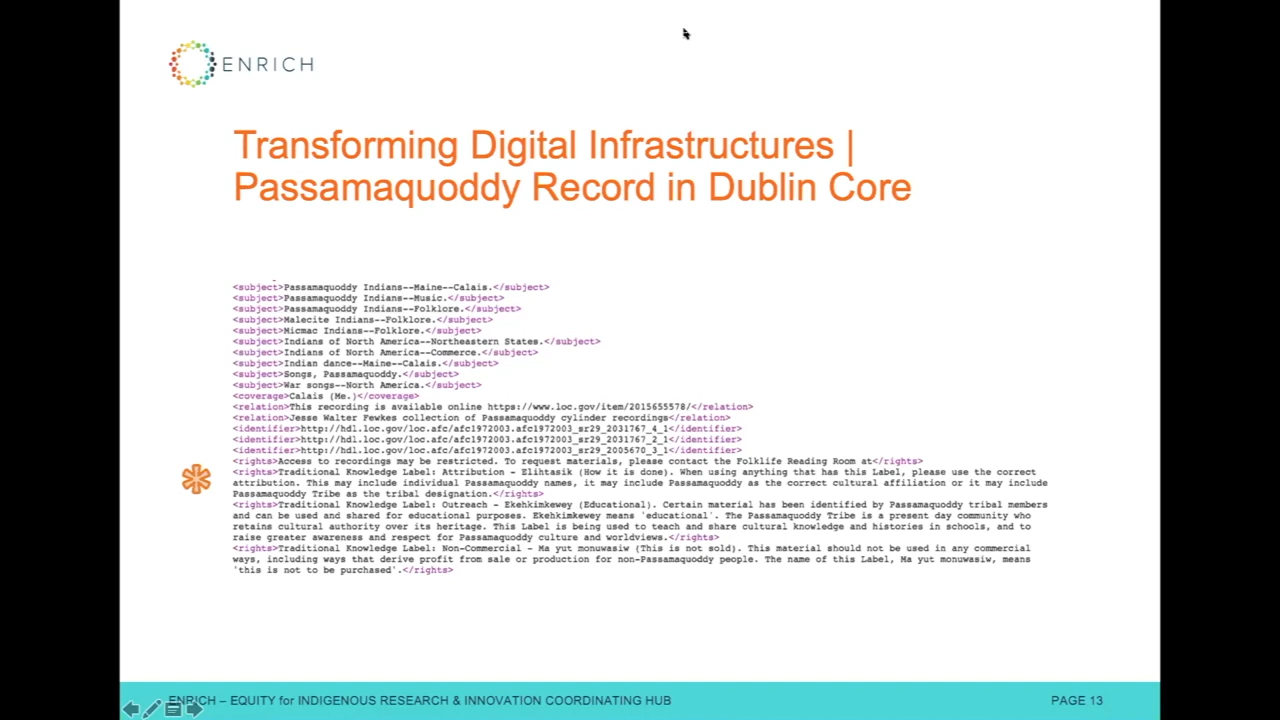 ENRICH
Transforming Digital Infrastructures |
Passamaquoddy Record in Dublin Core
<subject>Passamaquoddy Indians--Maine--Calais.</subject>
<subject>Passamaquoddy Indians--Music.</subject>
<subject>Passamaquoddy Indians--Folklore.</subject>
<subject>Malecite Indians--Folklore.</subject>
<subject>Micmac Indians--Folklore.</subject>
<subject>Indians of North America--Northeastern States.</subject>
<subject>Indians of North America--Commerce.</subject>
<subject>Indian dance--Maine--Calais.</subject>
<subject>Songs, Passamaquoddy.</subject>
<subject>War songs--North America.</subject>
<coverage>Calais (Me.)</coverage>
<relation>This recording is available online https://www.loc.gov/item/2015655578/</relation>
<relation>Jesse Walter Fewkes collection of Passamaquoddy cylinder recordings</relation>
<identifier>http://hdl.loc.gov/loc.afc/afc1972003.afc1972003_sr29_2031767_4_1</identifier>
<identifier>http://hdl.loc.gov/loc.afc/afc1972003.afc1972003_sr29_2031767_2_1</identifier>
<identifier>http://hdl.loc.gov/loc.afc/afc1972003.afc1972003_sr29_2005670_3_1</identifier>
<rights>Access to recordings may be restricted. To request materials, please contact the Folklife Reading Room at</rights>
<rights>Traditional Knowledge Label: Attribution - Elihtasik (How it is done). When using anything that has this Label, please use the correct
attribution. This may include individual Passamaquoddy names, it may include Passamaquoddy as the correct cultural affiliation or it may include
Passamaquoddy Tribe as the tribal designation.</rights>
<rights>Traditional Knowledge Label: Outreach - Ekehkimkewey (Educational). Certain material has been identified by Passamaquoddy tribal members
and can be used and shared for educational purposes. Ekehkimkewey means 'educational'. The Passamaquoddy Tribe is a present day community who
retains cultural authority over its heritage. This Label is being used to teach and share cultural knowledge and histories in schools, and to
raise greater awareness and respect for Passamaquoddy culture and worldviews.</rights>
<rights>Traditional Knowledge Label: Non-Commercial - Ma yut monuwasiw (This is not sold). This material should not be used in any commercial
ways, including ways that derive profit from sale or production for non-Passamaquoddy people. The name of this Label, Ma yut monuwasiw, means
'this is not to be purchased'.</rights>
ENRICH – EQUITY for INDIGENOUS RESEARCH & INNOVATION COORDINATING HUB
PAGE 13